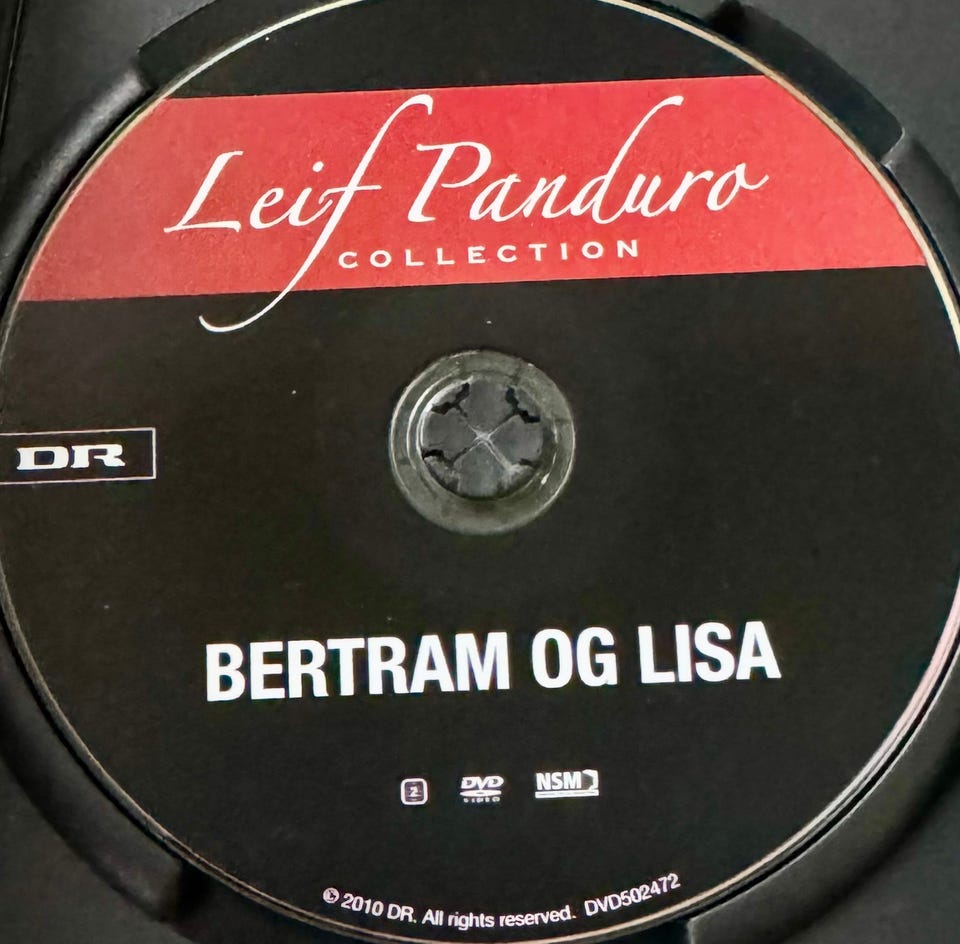 Leif Panduro
COLLECTION
DR
BERTRAM OG LISA
2 DVD VIDEO NSM
© 2010 DR. All rights reserved. DVD502472